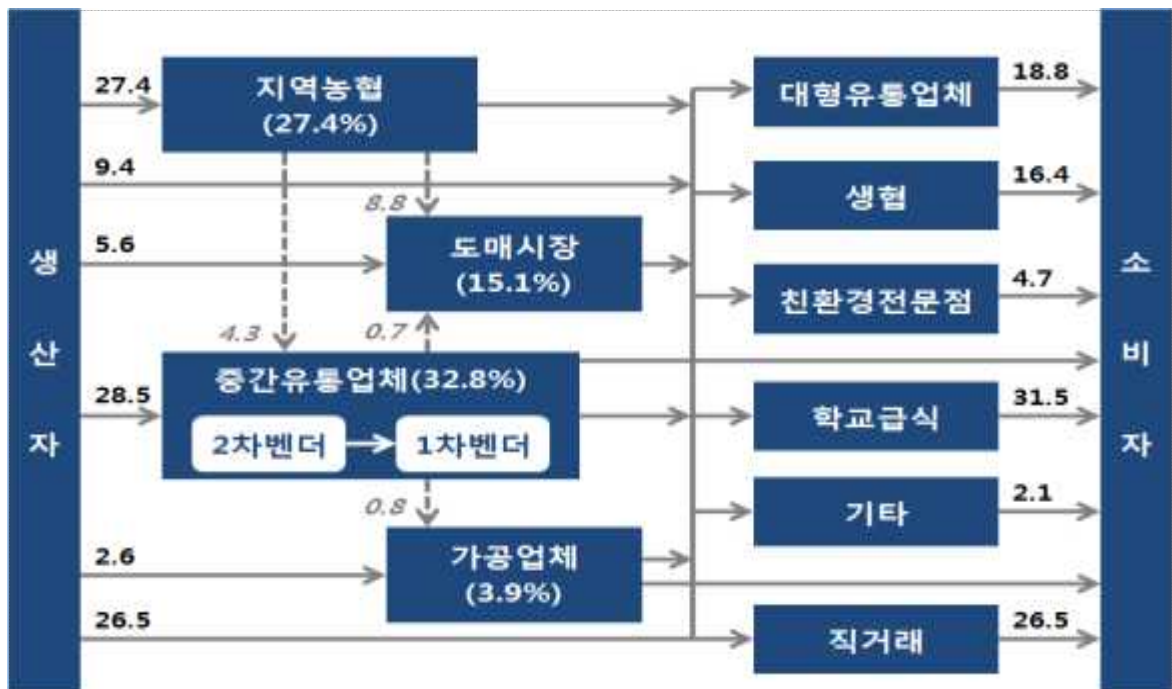 생산자
27.4
지역농협
(27.4%)
9.4
8.8
5.6
도매시장
(15.1%)
4.3
0.7
중간유통업체(32.8%)
28.5
2차벤더
1차벤더
0.8
2.6
가공업체
(3.9%)
26.5
대형유통업체
18.8
생협
16.4
친환경전문점
4.7
학교급식
31.5
기타
2.1
직거래
26.5
소비자